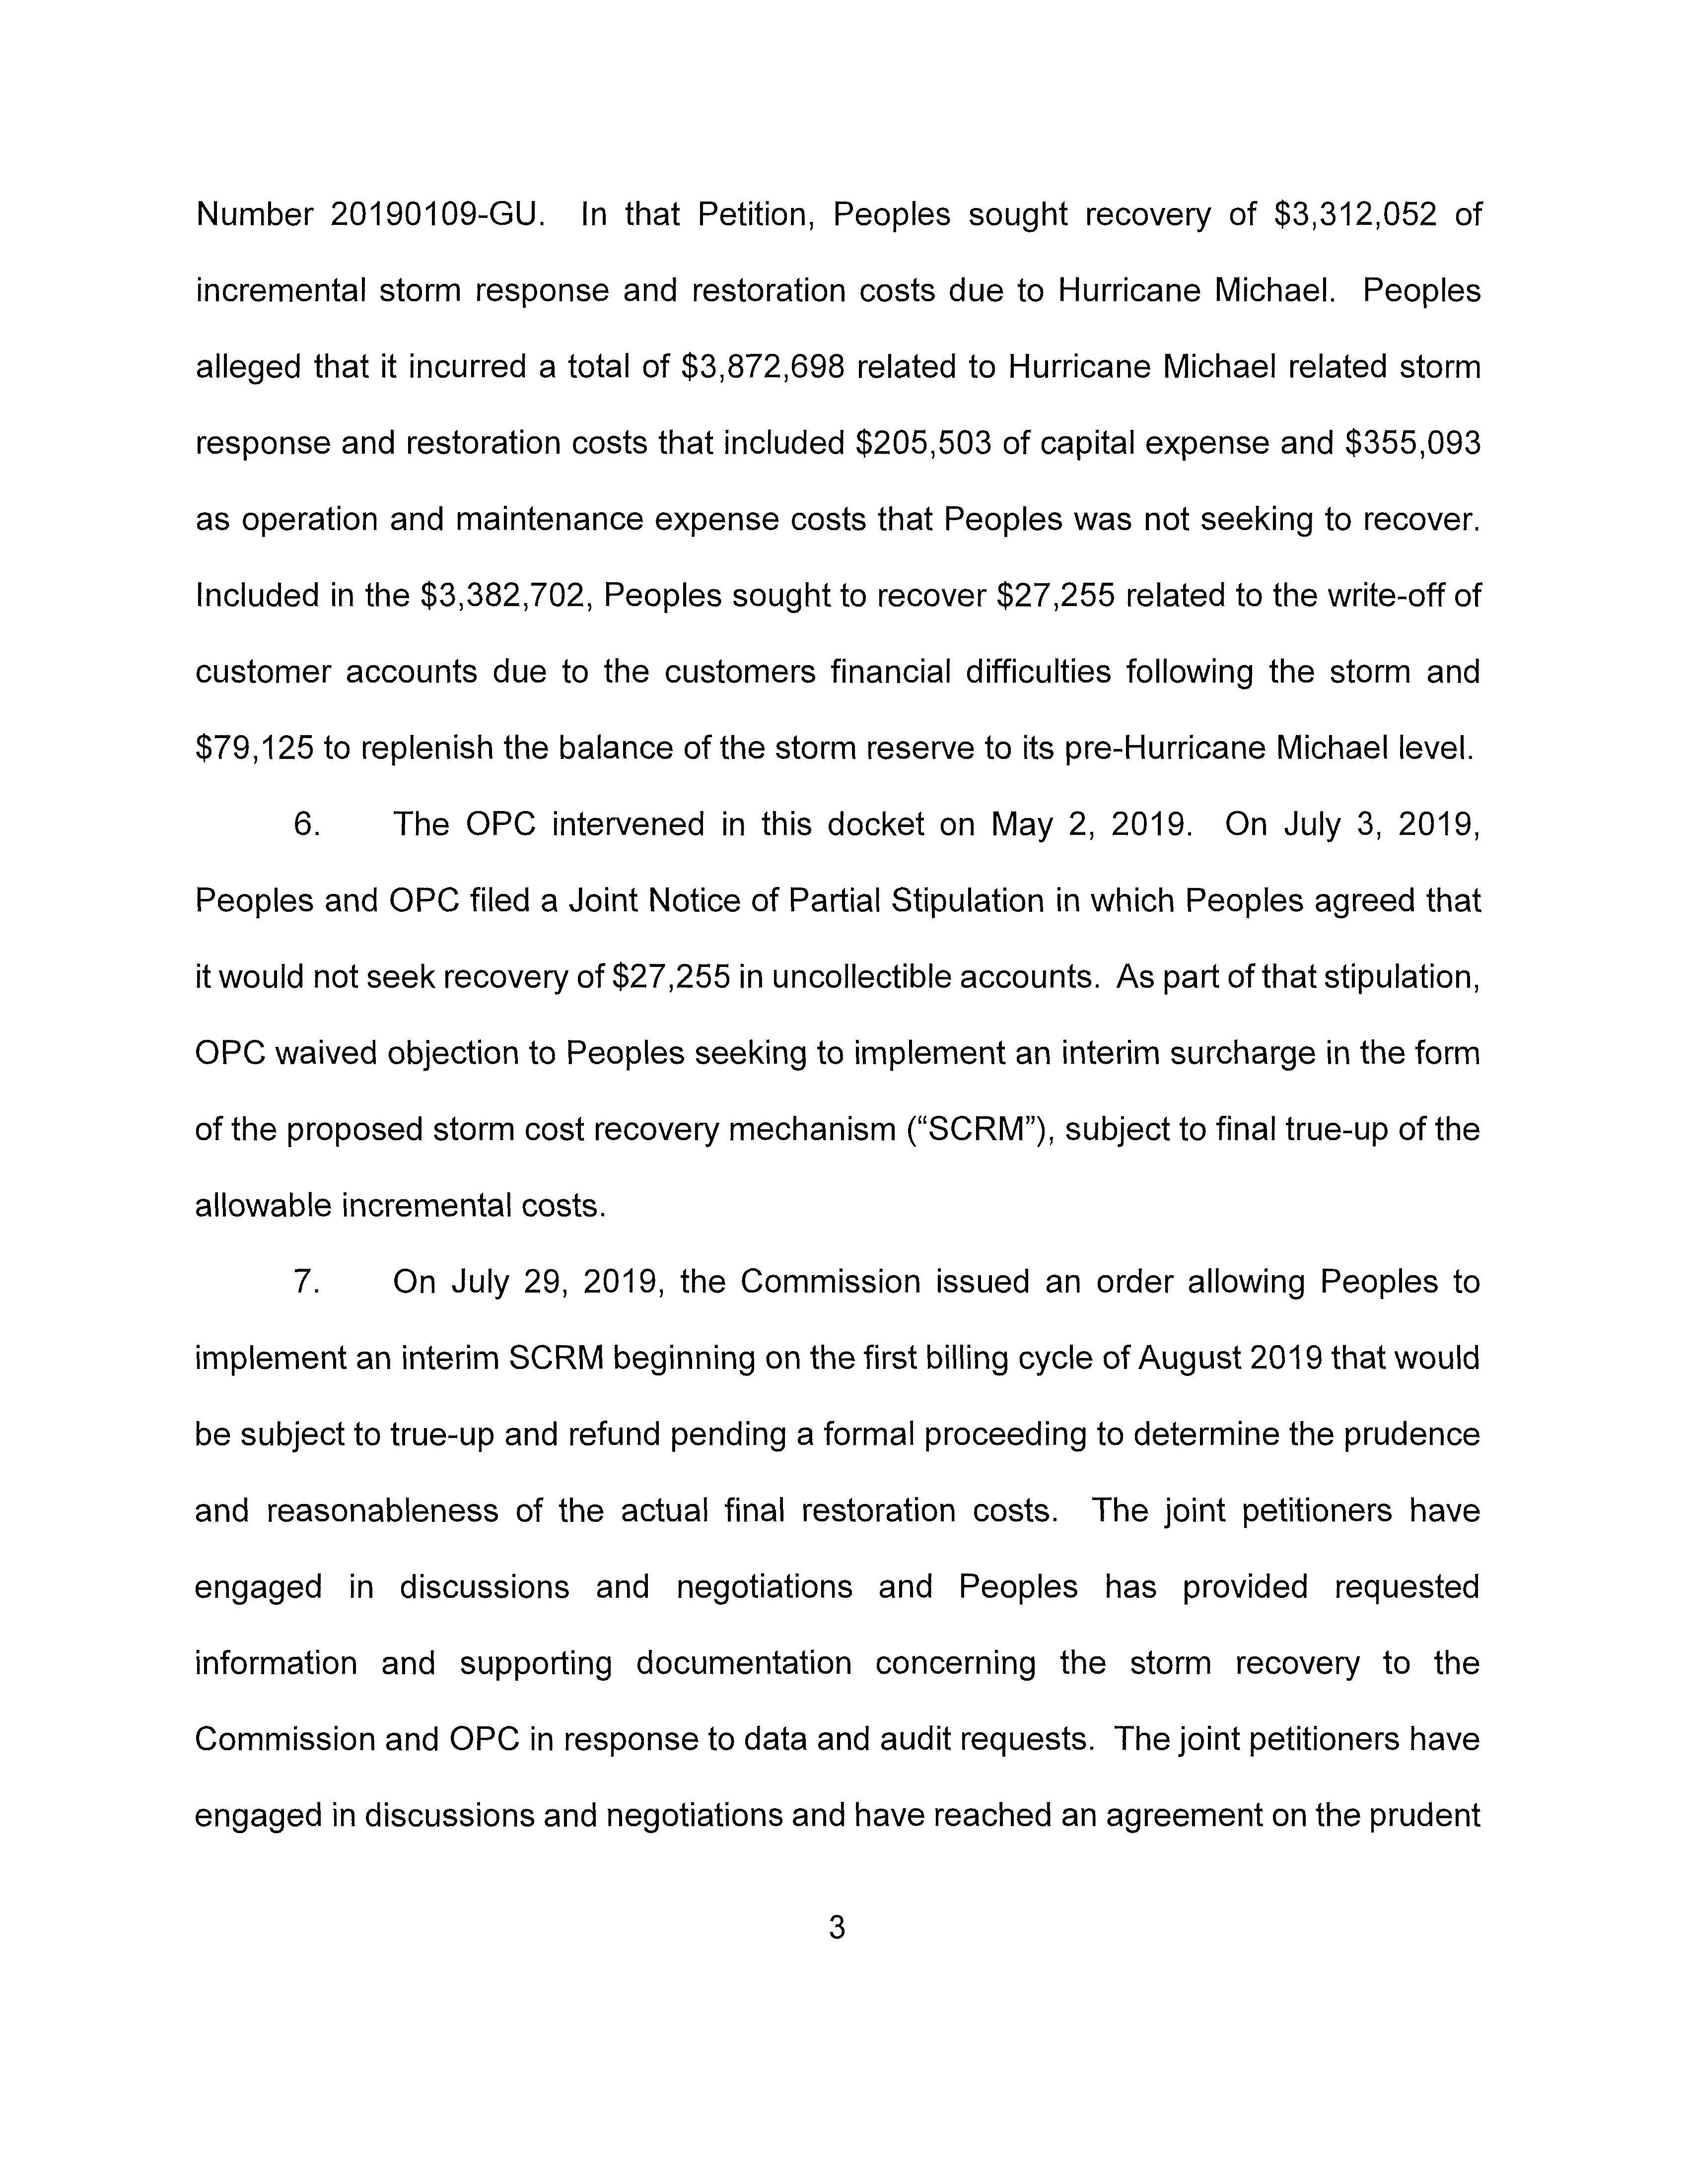 Number 20190109-GU. In that Petition, Peoples sought recovery of $3,312,052 of
incremental storm response and restoration costs due to Hurricane Michael. Peoples
alleged that it incurred a total of $3,872,698 related to Hurricane Michael related storm
response and restoration costs that included $205,503 of capital expense and $355,093
as operation and maintenance expense costs that Peoples was not seeking to recover.
Included in the $3,382,702, Peoples sought to recover $27,255 related to the write-off of
customer accounts due to the customers financial difficulties following the storm and
$79,125 to replenish the balance of the storm reserve to its pre-Hurricane Michael level.
6. The OPC intervened in this docket on May 2, 2019. On July 3, 2019,
Peoples and OPC filed a Joint Notice of Partial Stipulation in which Peoples agreed that
it would not seek recovery of $27,255 in uncollectible accounts. As part of that stipulation,
OPC waived objection to Peoples seeking to implement an interim surcharge in the form
of the proposed storm cost recovery mechanism (“SCRM”), subject to final true-up of the
allowable incremental costs.
7. On July 29, 2019, the Commission issued an order allowing Peoples to
implement an interim SCRM beginning on the first billing cycle of August 2019 that would
be subject to true-up and refund pending a formal proceeding to determine the prudence
and reasonableness of the actual final restoration costs. The joint petitioners have
engaged in discussions and negotiations and Peoples has provided requested
information and supporting documentation concerning the storm recovery to the
Commission and OPC in response to data and audit requests. The joint petitioners have
engaged in discussions and negotiations and have reached an agreement on the prudent
3